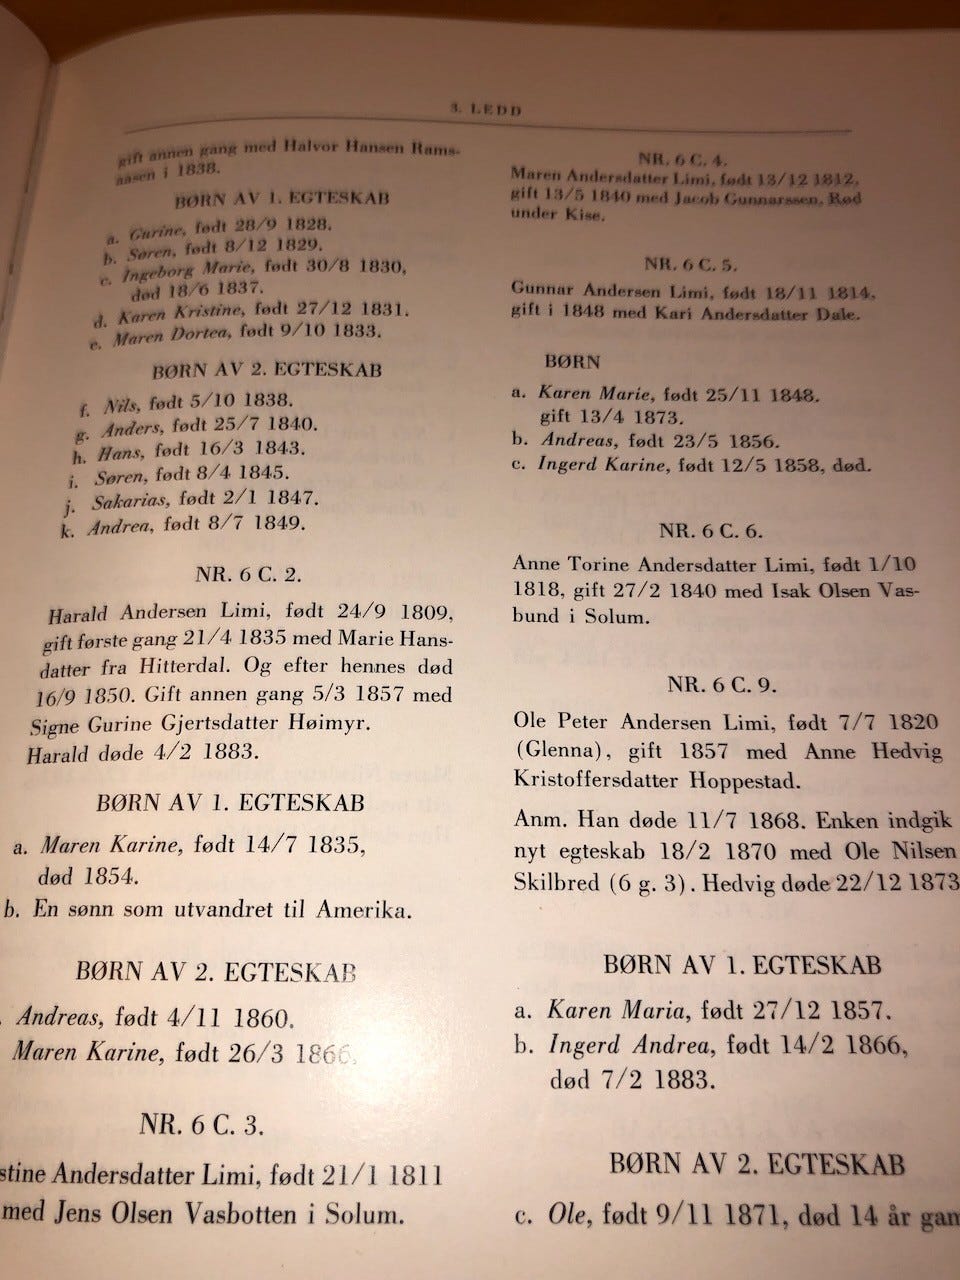 3. LEDD
gift annen gang med Halvor Hansen Rams-
aasen i 1838.
BØRN AV 1. EGTESKAB
a. Gurine, født 28/9 1828.
b. Søren, født 8/12 1829.
c. Ingeborg Marie, født 30/8 1830,
død 18/6 1837.
d. Karen Kristine, født 27/12 1831.
e. Maren Dortea, født 9/10 1833.
BØRN AV 2. EGTESKAB
f. Nils, født 5/10 1838.
g. Anders, født 25/7 1840.
h. Hans, født 16/3 1843.
i. Søren, født 8/4 1845.
j. Sakarias, født 2/1 1847.
k. Andrea, født 8/7 1849.
NR. 6 C. 2.
Harald Andersen Limi, født 24/9 1809,
gift første gang 21/4 1835 med Marie Hans-
datter fra Hitterdal. Og efter hennes død
16/9 1850. Gift annen gang 5/3 1857 med
Signe Gurine Gjertsdatter Høimyr.
Harald døde 4/2 1883.
BØRN AV 1. EGTESKAB
a. Maren Karine, født 14/7 1835,
død 1854.
b. En sønn som utvandret til Amerika.
BØRN AV 2. EGTESKAB
. Andreas, født 4/11 1860.
Maren Karine, født 26/3 1866.
NR. 6 C. 3.
stine Andersdatter Limi, født 21/1 1811
med Jens Olsen Vasbotten i Solum.
NR. 6 C. 4.
Maren Andersdatter Limi, født 13/12 1812,
gift 13/5 1840 med Jacob Gunnarssen, Rød
under Kise.
NR. 6 C. 5.
Gunnar Andersen Limi, født 18/11 1814,
gift i 1848 med Kari Andersdatter Dale.
BØRN
a. Karen Marie, født 25/11 1848.
gift 13/4 1873.
b. Andreas, født 23/5 1856.
c. Ingerd Karine, født 12/5 1858, død.
NR. 6 C. 6.
Anne Torine Andersdatter Limi, født 1/10
1818, gift 27/2 1840 med Isak Olsen Vas-
bund i Solum.
NR. 6 C. 9.
Ole Peter Andersen Limi, født 7/7 1820
(Glenna), gift 1857 med Anne Hedvig
Kristoffersdatter Hoppestad.
Anm. Han døde 11/7 1868. Enken indgik
nyt egteskab 18/2 1870 med Ole Nilsen
Skilbred (6 g. 3). Hedvig døde 22/12 1873
BØRN AV 1. EGTESKAB
a. Karen Maria, født 27/12 1857.
b. Ingerd Andrea, født 14/2 1866,
død 7/2 1883.
BØRN AV 2. EGTESKAB
c. Ole, født 9/11 1871, død 14 år gan